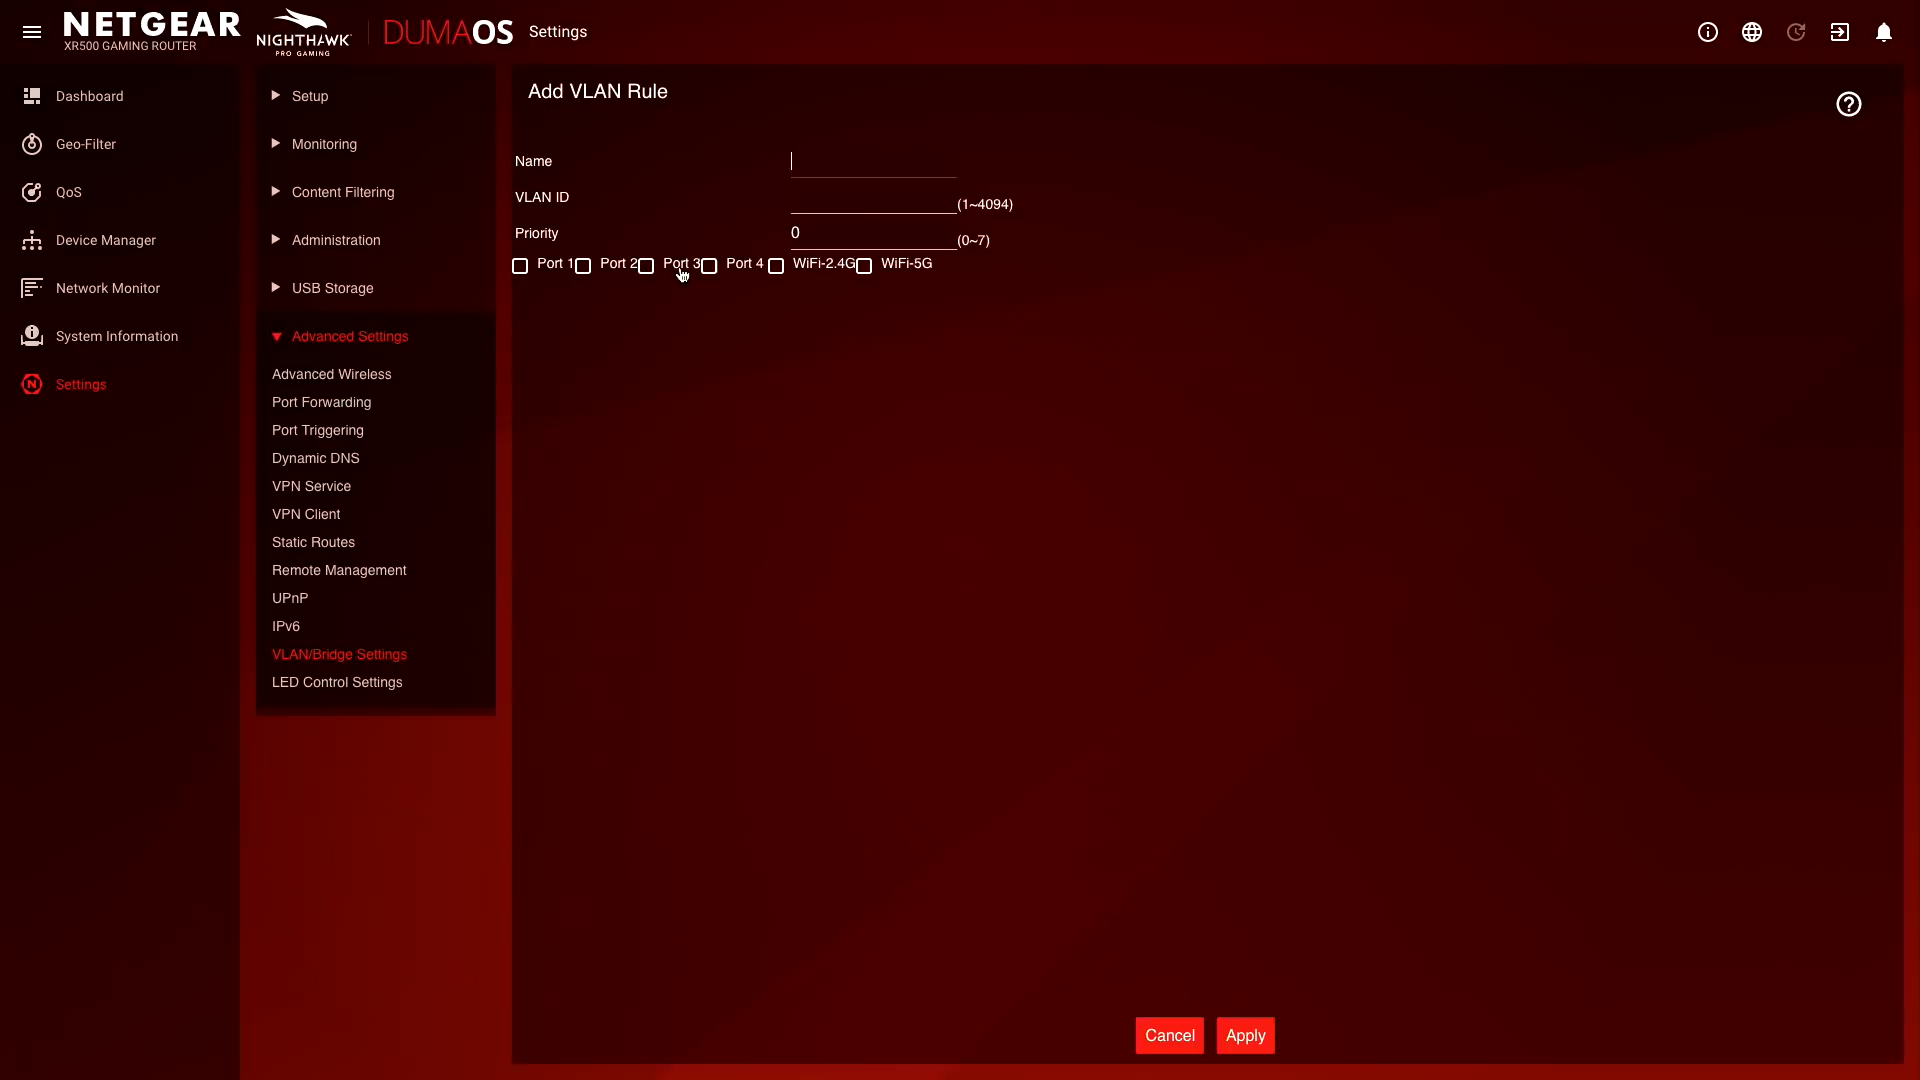 NETGEAR
XR500 GAMING ROUTER
NIGHTHAWK
PRO GAMING
DUMAOS
Settings
Dashboard
Geo-Filter
QoS
Device Manager
Network Monitor
System Information
Settings
Setup
Monitoring
Content Filtering
Administration
USB Storage
Advanced Settings
Advanced Wireless
Port Forwarding
Port Triggering
Dynamic DNS
VPN Service
VPN Client
Static Routes
Remote Management
UPnP
IPv6
VLAN/Bridge Settings
LED Control Settings
Add VLAN Rule
Name
VLAN ID (1~4094)
Priority 0 (0~7)
Port 1 Port 2 Port 3 Port 4 WiFi-2.4G WiFi-5G
Cancel Apply